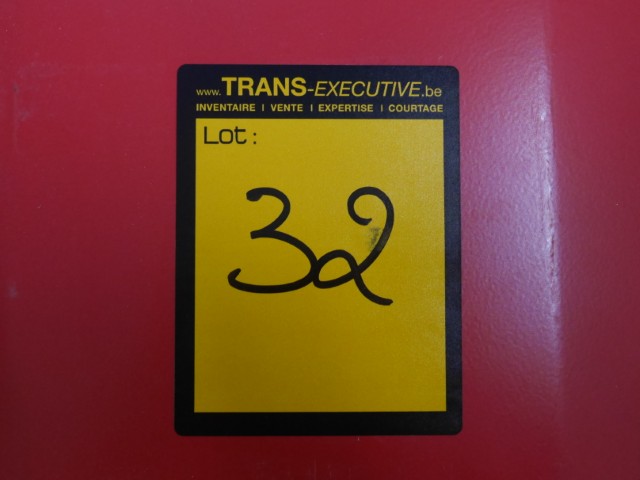 www.TRANS-EXECUTIVE.be
INVENTAIRE | VENTE | EXPERTISE | COURTAGE
Lot:
32